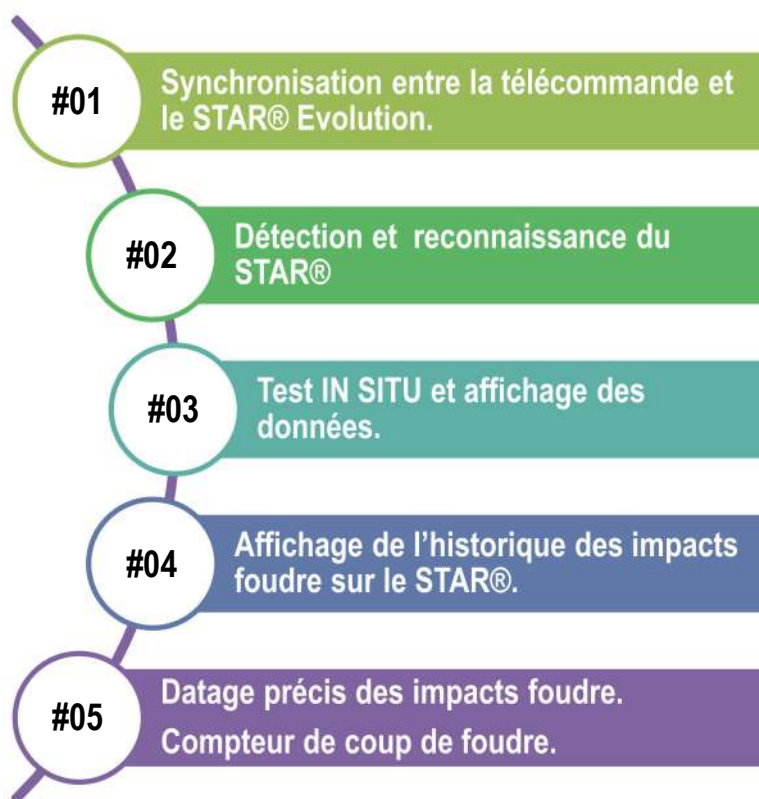 #01
Synchronisation entre la télécommande et
le STAR® Evolution.
#02
Détection et reconnaissance du
STAR®
#03
Test IN SITU et affichage des
données.
#04
Affichage de l’historique des impacts
foudre sur le STAR®.
#05
Datage précis des impacts foudre.
Compteur de coup de foudre.